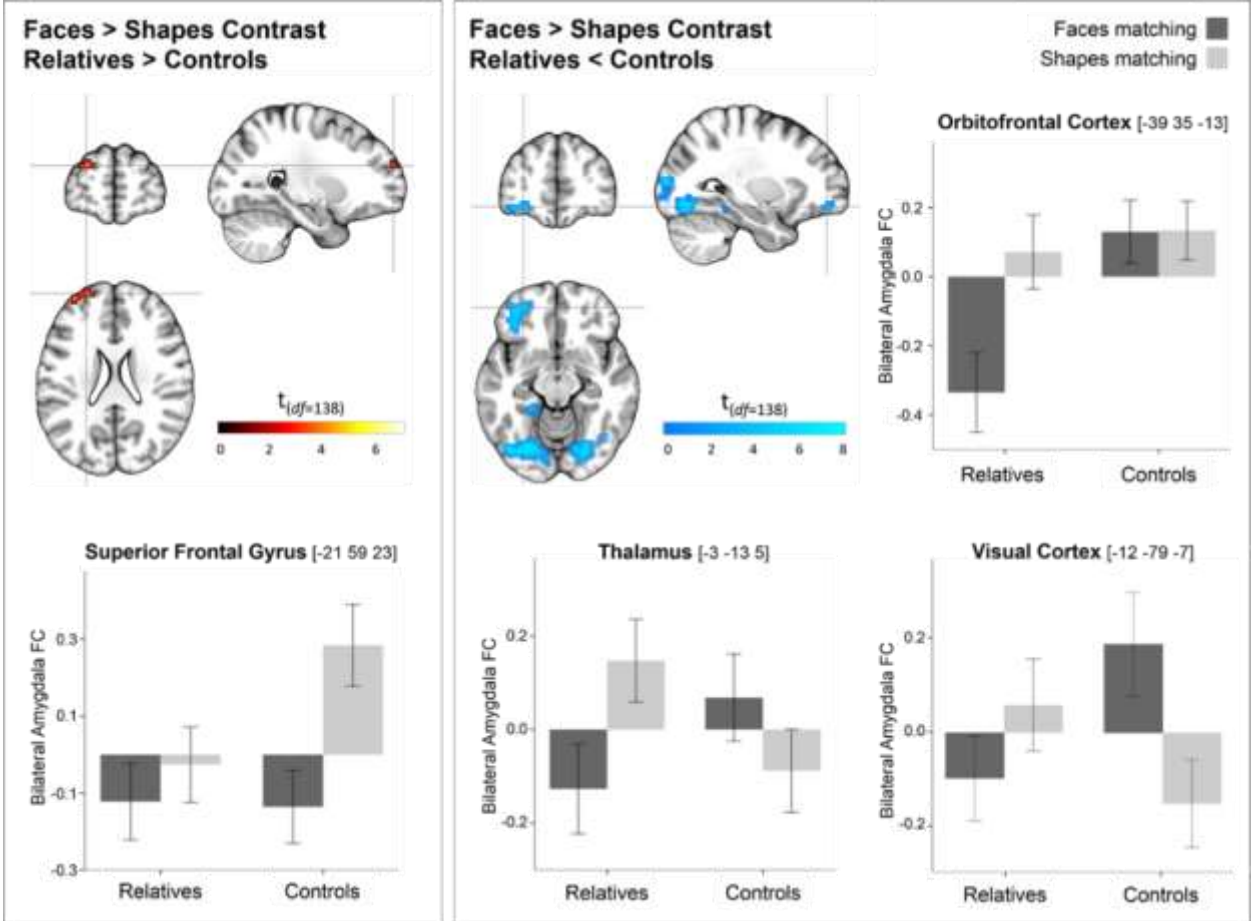 Faces > Shapes Contrast
Relatives > Controls
t(df=138)
0 2 4 6
Superior Frontal Gyrus [-21 59 23]
Bilateral Amygdala FC
0.3
0.1
-0.1
-0.3
Relatives Controls
Faces > Shapes Contrast
Relatives < Controls
Faces matching
Shapes matching
t(df=138)
0 2 4 6 8
Orbitofrontal Cortex [-39 35 -13]
Bilateral Amygdala FC
0.2
0.0
-0.2
-0.4
Relatives Controls
Thalamus [-3 -13 5]
Bilateral Amygdala FC
0.2
0.0
-0.2
Relatives Controls
Visual Cortex [-12 -79 -7]
Bilateral Amygdala FC
0.2
0.0
-0.2
Relatives Controls